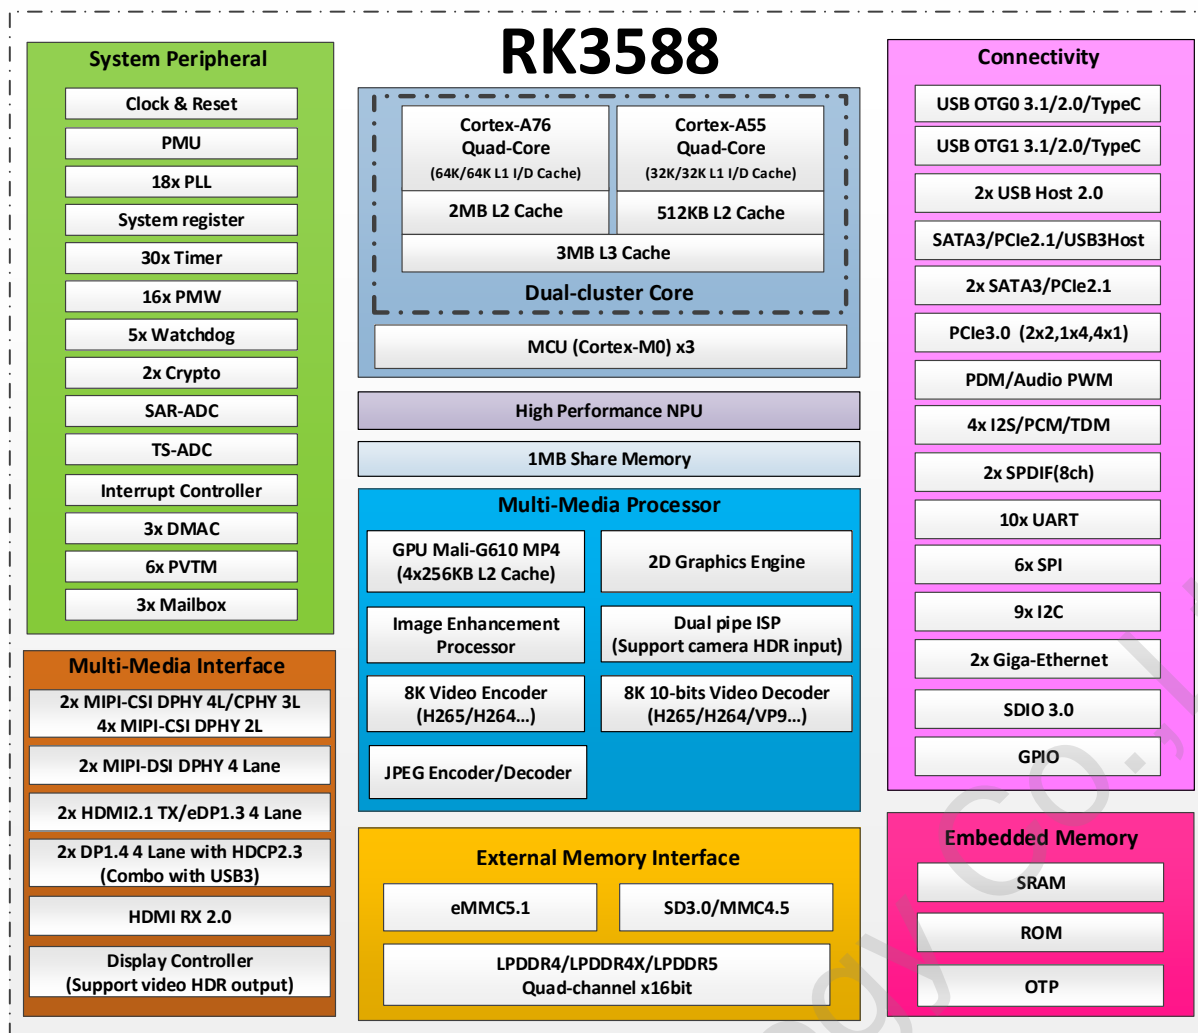 RK3588
System Peripheral
Clock & Reset
PMU
18x PLL
System register
30x Timer
16x PMW
5x Watchdog
2x Crypto
SAR-ADC
TS-ADC
Interrupt Controller
3x DMAC
6x PVTM
3x Mailbox
Multi-Media Interface
2x MIPI-CSI DPHY 4L/CPHY 3L
4x MIPI-CSI DPHY 2L
2x MIPI-DSI DPHY 4 Lane
2x HDMI2.1 TX/eDP1.3 4 Lane
2x DP1.4 4 Lane with HDCP2.3
(Combo with USB3)
HDMI RX 2.0
Display Controller
(Support video HDR output)
Cortex-A76
Quad-Core
(64K/64K L1 I/D Cache)
2MB L2 Cache
Cortex-A55
Quad-Core
(32K/32K L1 I/D Cache)
512KB L2 Cache
3MB L3 Cache
Dual-cluster Core
MCU (Cortex-M0) x3
High Performance NPU
1MB Share Memory
Multi-Media Processor
GPU Mali-G610 MP4
(4x256KB L2 Cache)
2D Graphics Engine
Image Enhancement
Processor
Dual pipe ISP
(Support camera HDR input)
8K Video Encoder
(H265/H264...)
8K 10-bits Video Decoder
(H265/H264/VP9...)
JPEG Encoder/Decoder
External Memory Interface
eMMC5.1
SD3.0/MMC4.5
LPDDR4/LPDDR4X/LPDDR5
Quad-channel x16bit
Connectivity
USB OTG0 3.1/2.0/TypeC
USB OTG1 3.1/2.0/TypeC
2x USB Host 2.0
SATA3/PCIe2.1/USB3Host
2x SATA3/PCIe2.1
PCIe3.0 (2x2,1x4,4x1)
PDM/Audio PWM
4x I2S/PCM/TDM
2x SPDIF(8ch)
10x UART
6x SPI
9x I2C
2x Giga-Ethernet
SDIO 3.0
GPIO
Embedded Memory
SRAM
ROM
OTP
Co.,